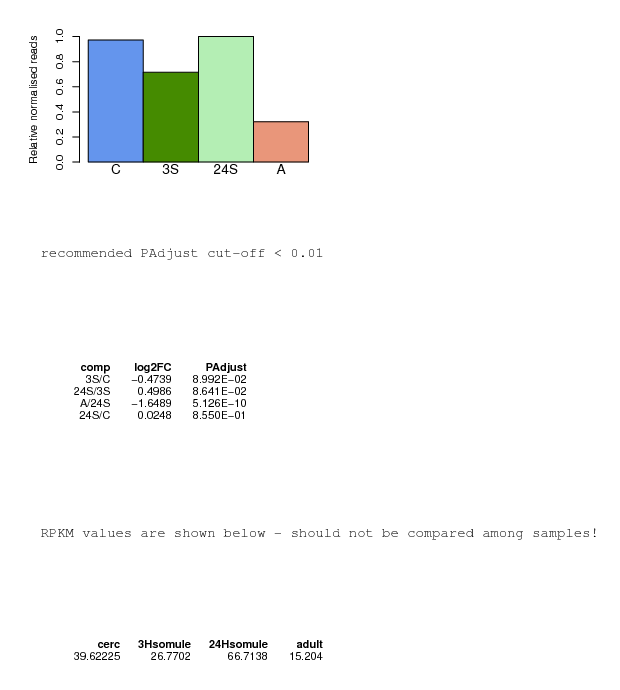 Relative normalised reads
1.0
0.8
0.6
0.4
0.2
0.0
C 3S 24S A
recommended PAdjust cut-off < 0.01
comp log2FC PAdjust
3S/C −0.4739 8.992E−02
24S/3S 0.4986 8.641E−02
A/24S −1.6489 5.126E−10
24S/C 0.0248 8.550E−01
RPKM values are shown below - should not be compared among samples!
cerc 3Hsomule 24Hsomule adult
39.62225 26.7702 66.7138 15.204